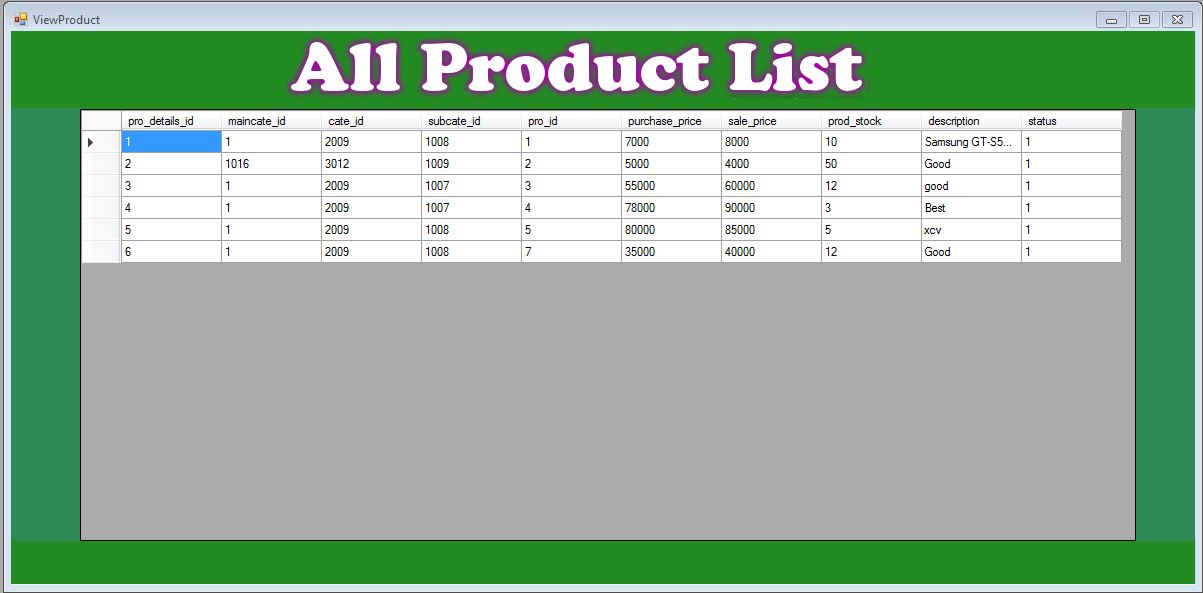 ViewProduct
All Product List
pro_details_id maincate_id cate_id subcate_id pro_id purchase_price sale_price prod_stock description status
1 1 2009 1008 1 7000 8000 10 Samsung GT-S5... 1
2 1016 3012 1009 2 5000 4000 50 Good 1
3 1 2009 1007 3 55000 60000 12 good 1
4 1 2009 1007 4 78000 90000 3 Best 1
5 1 2009 1008 5 80000 85000 5 xcv 1
6 1 2009 1008 7 35000 40000 12 Good 1